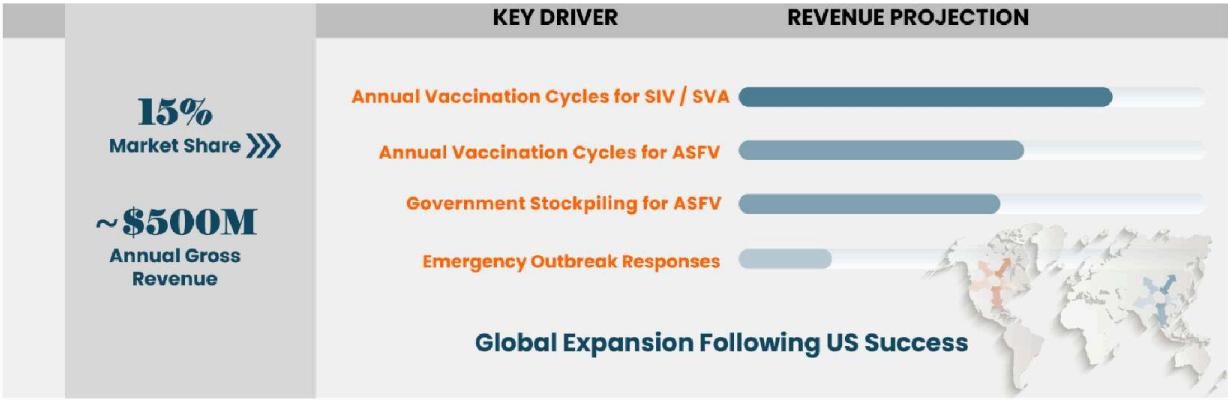 KEY DRIVER
REVENUE PROJECTION
15%
Market Share
~$500M
Annual Gross
Revenue
Annual Vaccination Cycles for SIV / SVA
Annual Vaccination Cycles for ASFV
Government Stockpiling for ASFV
Emergency Outbreak Responses
Global Expansion Following US Success